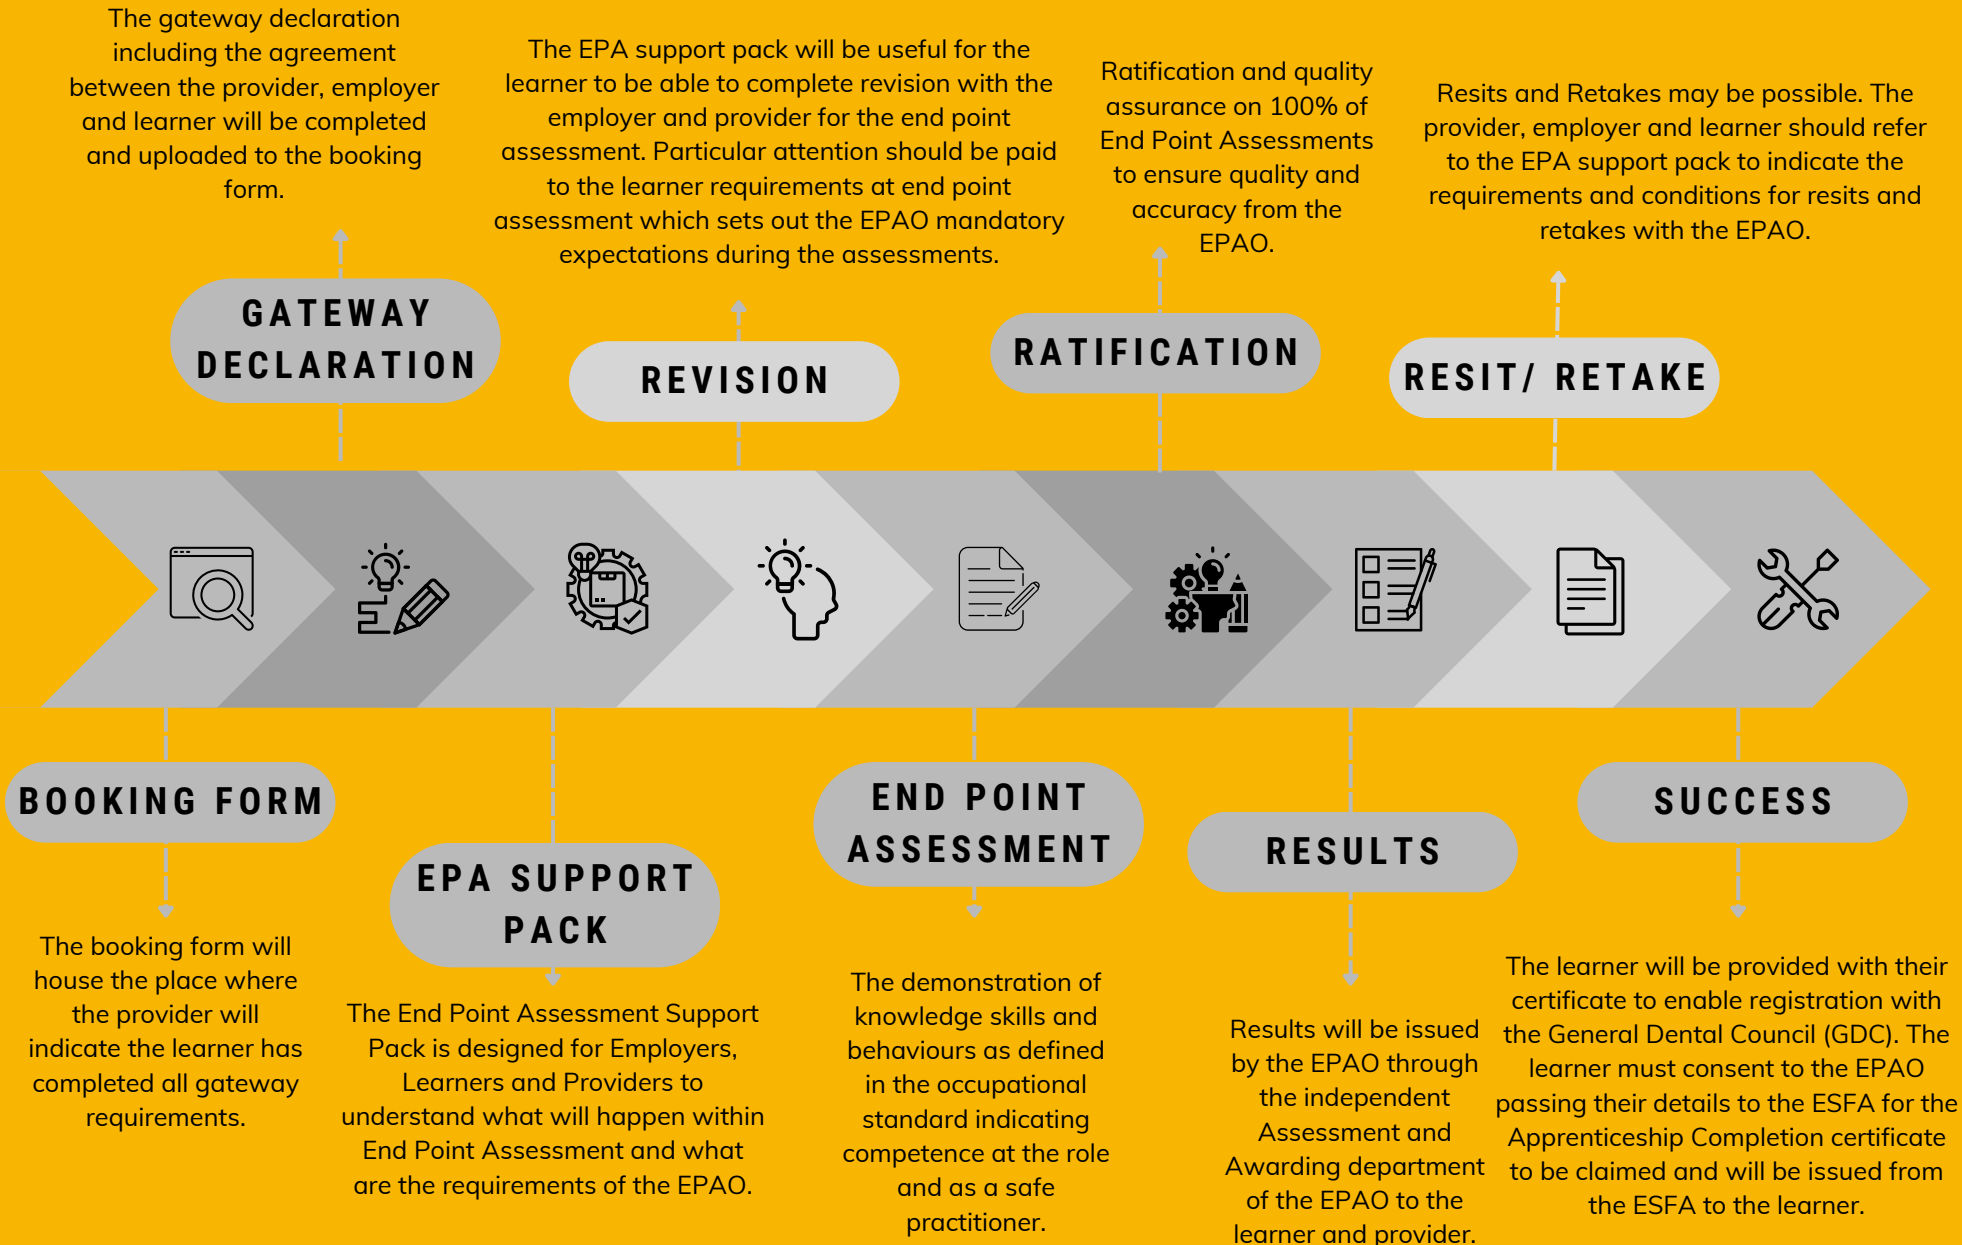 The gateway declaration
including the agreement
between the provider, employer
and learner will be completed
and uploaded to the booking
form.
The EPA support pack will be useful for the
learner to be able to complete revision with the
employer and provider for the end point
assessment. Particular attention should be paid
to the learner requirements at end point
assessment which sets out the EPAO mandatory
expectations during the assessments.
Ratification and quality
assurance on 100% of
End Point Assessments
to ensure quality and
accuracy from the
EPAO.
Resits and Retakes may be possible. The
provider, employer and learner should refer
to the EPA support pack to indicate the
requirements and conditions for resits and
retakes with the EPAO.
GATEWAY
DECLARATION
REVISION
RATIFICATION
RESIT/ RETAKE
BOOKING FORM
EPA SUPPORT
PACK
END POINT
ASSESSMENT
RESULTS
SUCCESS
The booking form will
house the place where
the provider will
indicate the learner has
completed all gateway
requirements.
The End Point Assessment Support
Pack is designed for Employers,
Learners and Providers to
understand what will happen within
End Point Assessment and what
are the requirements of the EPAO.
The demonstration of
knowledge skills and
behaviours as defined
in the occupational
standard indicating
competence at the role
and as a safe
practitioner.
Results will be issued
by the EPAO through
the independent
Assessment and
Awarding department
of the EPAO to the
learner and provider.
The learner will be provided with their
certificate to enable registration with
the General Dental Council (GDC). The
learner must consent to the EPAO
passing their details to the ESFA for the
Apprenticeship Completion certificate
to be claimed and will be issued from
the ESFA to the learner.